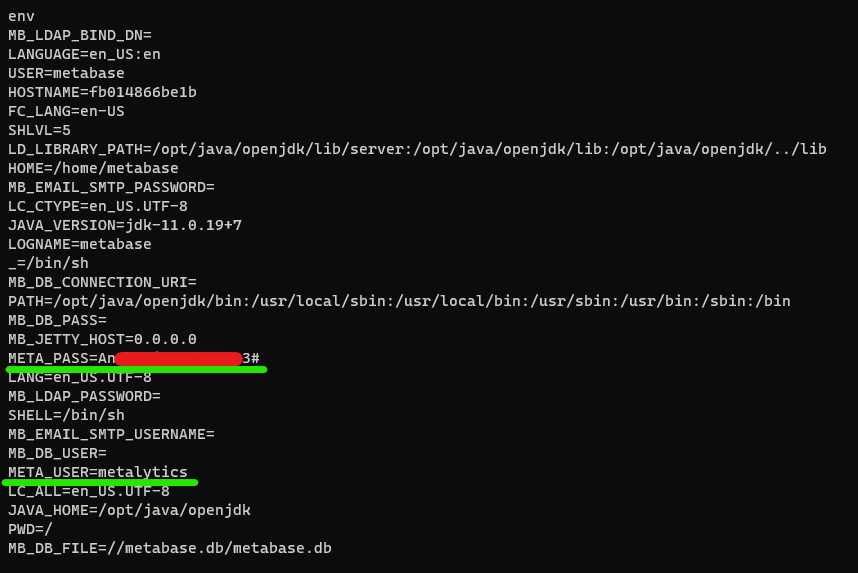 env
MB_LDAP_BIND_DN=
LANGUAGE=en_US:en
USER=metabase
HOSTNAME=fb014866be1b
FC_LANG=en-US
SHLVL=5
LD_LIBRARY_PATH=/opt/java/openjdk/lib/server:/opt/java/openjdk/lib:/opt/java/openjdk/../lib
HOME=/home/metabase
MB_EMAIL_SMTP_PASSWORD=
LC_CTYPE=en_US.UTF-8
JAVA_VERSION=jdk-11.0.19+7
LOGNAME=metabase
_=/bin/sh
MB_DB_CONNECTION_URI=
PATH=/opt/java/openjdk/bin:/usr/local/sbin:/usr/local/bin:/usr/sbin:/usr/bin:/sbin:/bin
MB_DB_PASS=
MB_JETTY_HOST=0.0.0.0
META_PASS=An 3#
LANG=en_US.UTF-8
MB_LDAP_PASSWORD=
SHELL=/bin/sh
MB_EMAIL_SMTP_USERNAME=
MB_DB_USER=
META_USER=metalytics
LC_ALL=en_US.UTF-8
JAVA_HOME=/opt/java/openjdk
PWD=/
MB_DB_FILE=//metabase.db/metabase.db